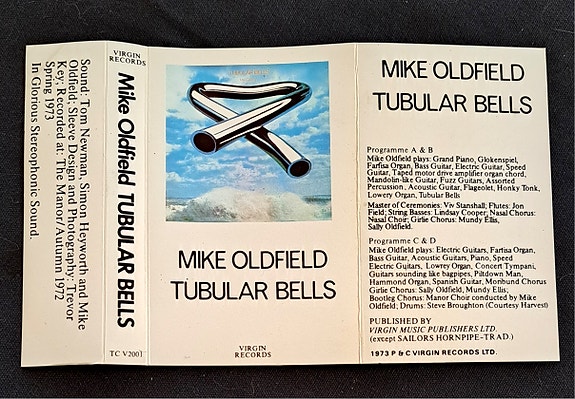 Sound: Tom Newman, Simon Heyworth and Mike
Oldfield; Sleeve Design and Photography; Trevor
Key; Recorded at: The Manor/Autumn 1972
Spring 1973
In Glorious Stereophonic Sound.
VIRGIN
RECORDS
Mike Oldfield TUBULAR BELLS
TC V2001
MIKE OLDFIELD
TUBULAR BELLS
VIRGIN
RECORDS
MIKE OLDFIELD
TUBULAR BELLS
Programme A & B
Mike Oldfield plays: Grand Piano, Glokenspiel,
Farfisa Organ, Bass Guitar, Electric Guitar, Speed
Guitar, Taped motor drive amplifier organ chord,
Mandolin-like Guitar, Fuzz Guitars, Assorted
Percussion, Acoustic Guitar, Flageolet, Honky Tonk,
Lowery Organ, Tubular Bells
Master of Ceremonies: Viv Stanshall; Flutes: Jon
Field; String Basses: Lindsay Cooper; Nasal Chorus:
Nasal Choir; Girlie Chorus: Mundy Ellis,
Sally Oldfield.
Programme C & D
Mike Oldfield plays: Electric Guitars, Farfisa Organ,
Bass Guitar, Acoustic Guitars, Piano, Speed
Electric Guitars, Lowrey Organ, Concert Tympani,
Guitars sounding like bagpipes, Piltdown Man,
Hammond Organ, Spanish Guitar, Moribund Chorus
Girlie Chorus: Sally Oldfield, Mundy Ellis;
Bootleg Chorus: Manor Choir conducted by Mike
Oldfield; Drums: Steve Broughton (Courtesy Harvest)
PUBLISHED BY
VIRGIN MUSIC PUBLISHERS LTD.
(except SAILORS HORNPIPE–TRAD.)
1973 P & C VIRGIN RECORDS LTD.